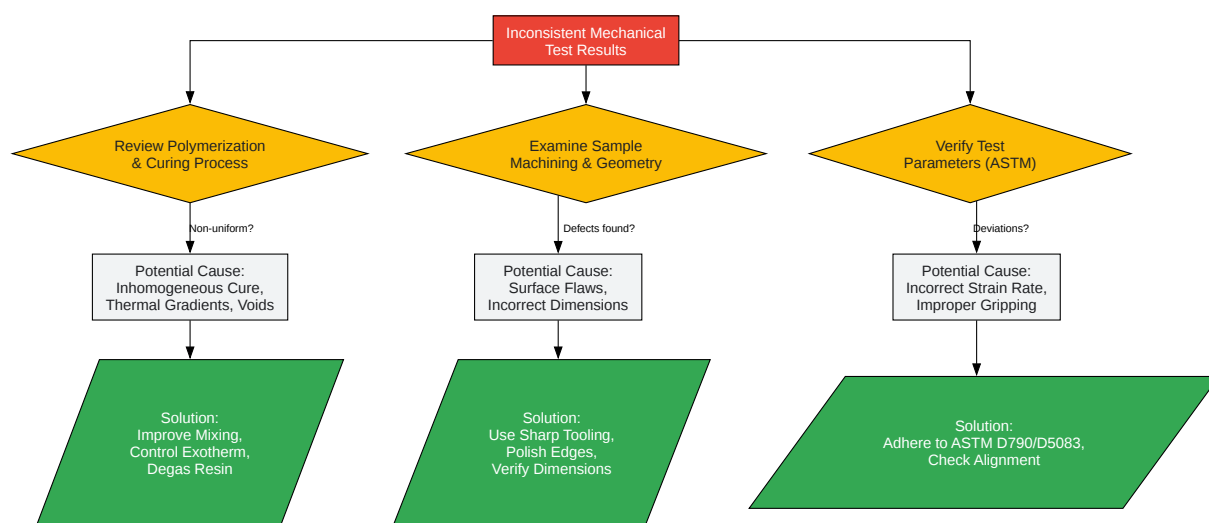 Inconsistent Mechanical
Test Results
Review Polymerization
& Curing Process
Examine Sample
Machining & Geometry
Verify Test
Parameters (ASTM)
Non-uniform?
Defects found?
Deviations?
Potential Cause:
Inhomogeneous Cure,
Thermal Gradients, Voids
Potential Cause:
Surface Flaws,
Incorrect Dimensions
Potential Cause:
Incorrect Strain Rate,
Improper Gripping
Solution:
Improve Mixing,
Control Exotherm,
Degas Resin
Solution:
Use Sharp Tooling,
Polish Edges,
Verify Dimensions
Solution:
Adhere to ASTM D790/D5083,
Check Alignment